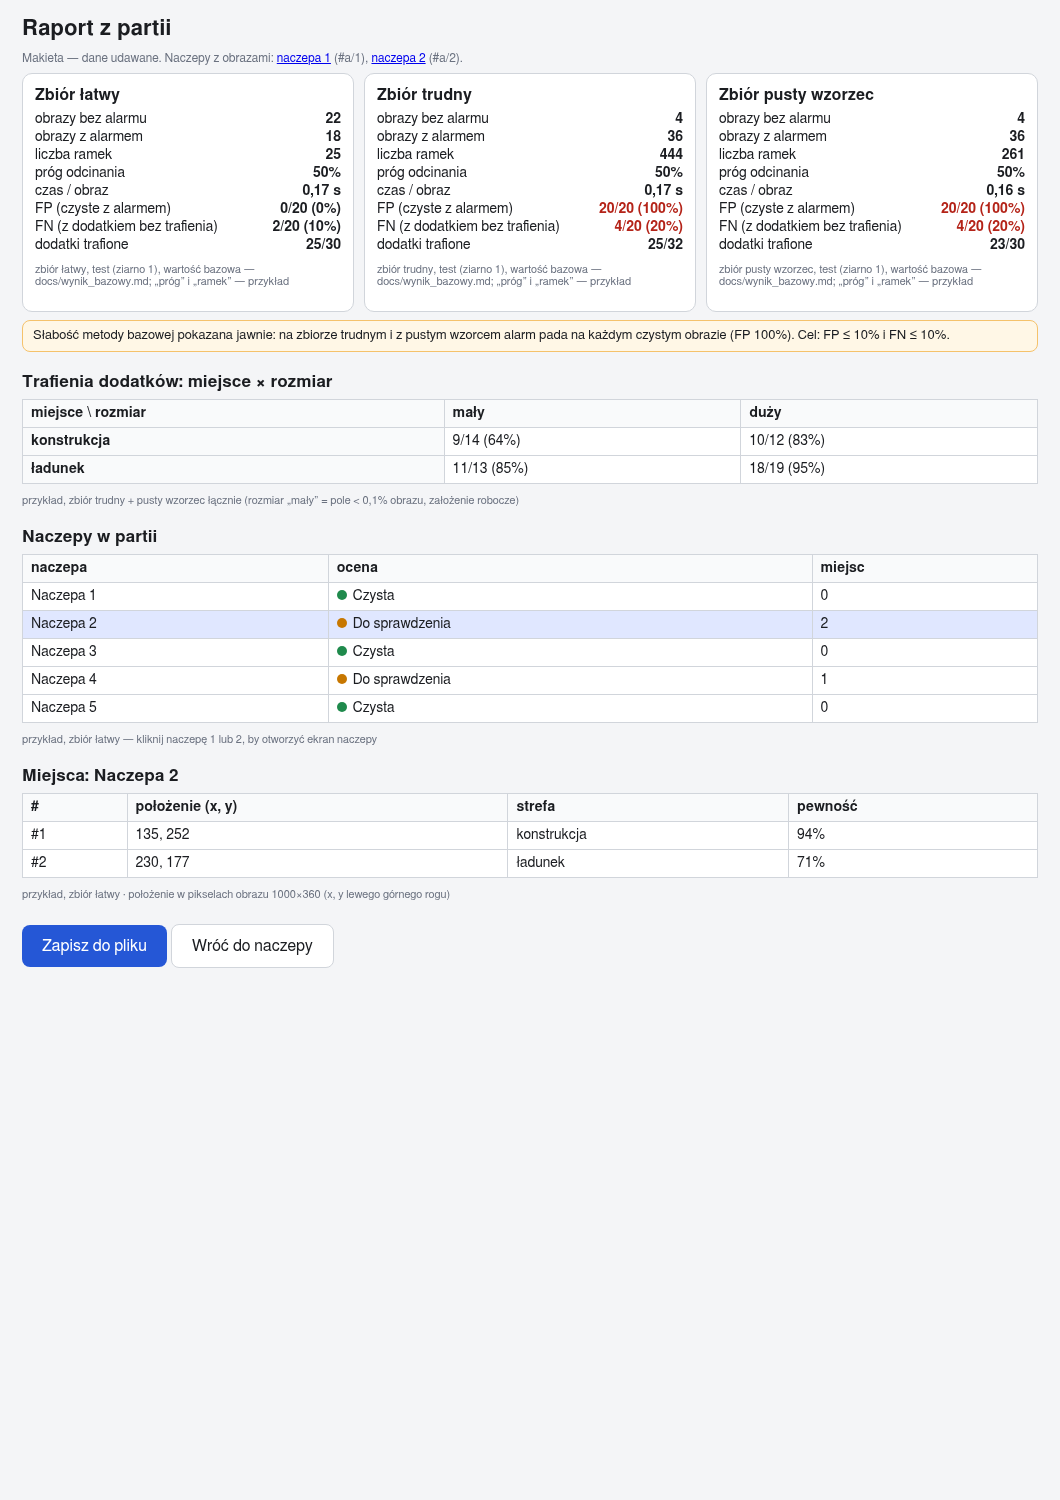 Raport z partii
Makieta — dane udawane. Naczepy z obrazami: naczepa 1 (#a/1), naczepa 2 (#a/2).
Zbiór łatwy
obrazy bez alarmu 22
obrazy z alarmem 18
liczba ramek 25
próg odcinania 50%
czas / obraz 0,17 s
FP (czyste z alarmem) 0/20 (0%)
FN (z dodatkiem bez trafienia) 2/20 (10%)
dodatki trafione 25/30
zbiór łatwy, test (ziarno 1), wartość bazowa —
docs/wynik_bazowy.md; „próg” i „ramek” — przykład
Zbiór trudny
obrazy bez alarmu 4
obrazy z alarmem 36
liczba ramek 444
próg odcinania 50%
czas / obraz 0,17 s
FP (czyste z alarmem) 20/20 (100%)
FN (z dodatkiem bez trafienia) 4/20 (20%)
dodatki trafione 25/32
zbiór trudny, test (ziarno 1), wartość bazowa —
docs/wynik_bazowy.md; „próg” i „ramek” — przykład
Zbiór pusty wzorzec
obrazy bez alarmu 4
obrazy z alarmem 36
liczba ramek 261
próg odcinania 50%
czas / obraz 0,16 s
FP (czyste z alarmem) 20/20 (100%)
FN (z dodatkiem bez trafienia) 4/20 (20%)
dodatki trafione 23/30
zbiór pusty wzorzec, test (ziarno 1), wartość bazowa —
docs/wynik_bazowy.md; „próg” i „ramek” — przykład
Słabość metody bazowej pokazana jawnie: na zbiorze trudnym i z pustym wzorcem alarm pada na każdym czystym obrazie (FP 100%). Cel: FP ≤ 10% i FN ≤ 10%.
Trafienia dodatków: miejsce × rozmiar
miejsce \ rozmiar mały duży
konstrukcja 9/14 (64%) 10/12 (83%)
ładunek 11/13 (85%) 18/19 (95%)
przykład, zbiór trudny + pusty wzorzec łącznie (rozmiar „mały” = pole < 0,1% obrazu, założenie robocze)
Naczepy w partii
naczepa ocena miejsc
Naczepa 1 Czysta 0
Naczepa 2 Do sprawdzenia 2
Naczepa 3 Czysta 0
Naczepa 4 Do sprawdzenia 1
Naczepa 5 Czysta 0
przykład, zbiór łatwy — kliknij naczepę 1 lub 2, by otworzyć ekran naczepy
Miejsca: Naczepa 2
# położenie (x, y) strefa pewność
#1 135, 252 konstrukcja 94%
#2 230, 177 ładunek 71%
przykład, zbiór łatwy · położenie w pikselach obrazu 1000×360 (x, y lewego górnego rogu)
Zapisz do pliku Wróć do naczepy